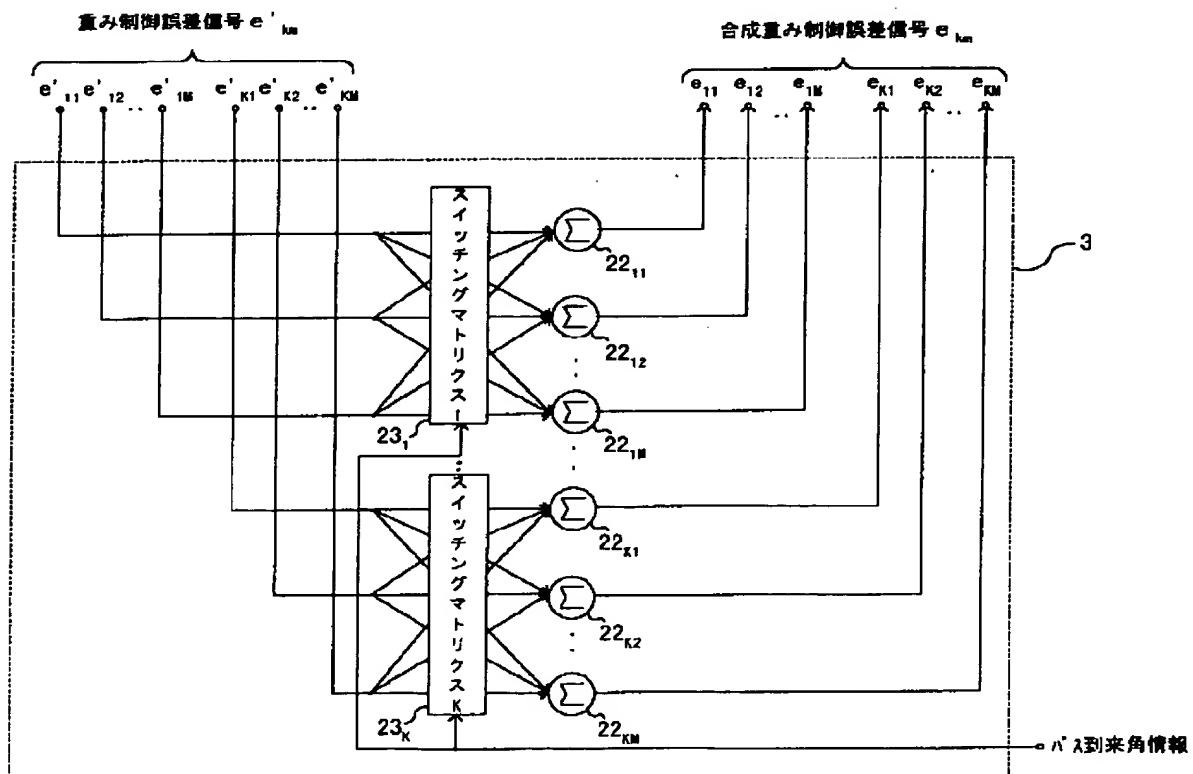 重み制御誤差信号 e'km
合成重み制御誤差信号 ekm
e'11 e'12 ‥ e'1M e'K1 e'K2 ‥ e'KM
e11 e12 ‥ e1M eK1 eK2 ‥ eKM
3
スイッチングマトリクス1
Σ
22₁₁
Σ
22₁₂
Σ
22₁M
23₁
スイッチングマトリクスK
Σ
22K1
Σ
22K2
Σ
22KM
23K
パス到来角情報